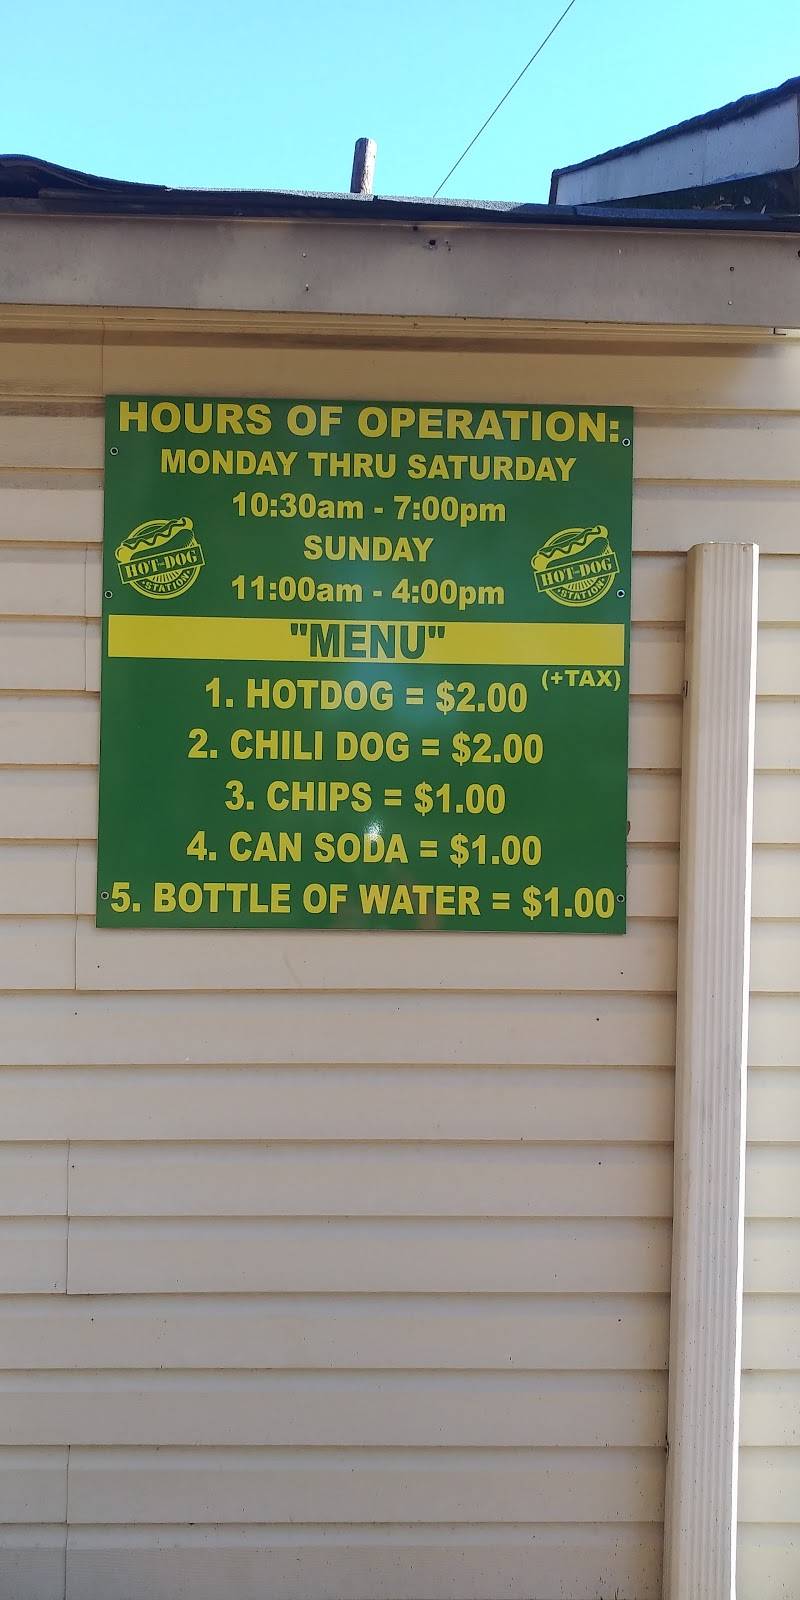 HOURS OF OPERATION:
MONDAY THRU SATURDAY
10:30am - 7:00pm
SUNDAY
11:00am - 4:00pm
HOT-DOG
STATION
HOT-DOG
STATION
"MENU"
(+TAX)
1. HOTDOG = $2.00
2. CHILI DOG = $2.00
3. CHIPS = $1.00
4. CAN SODA = $1.00
5. BOTTLE OF WATER = $1.00